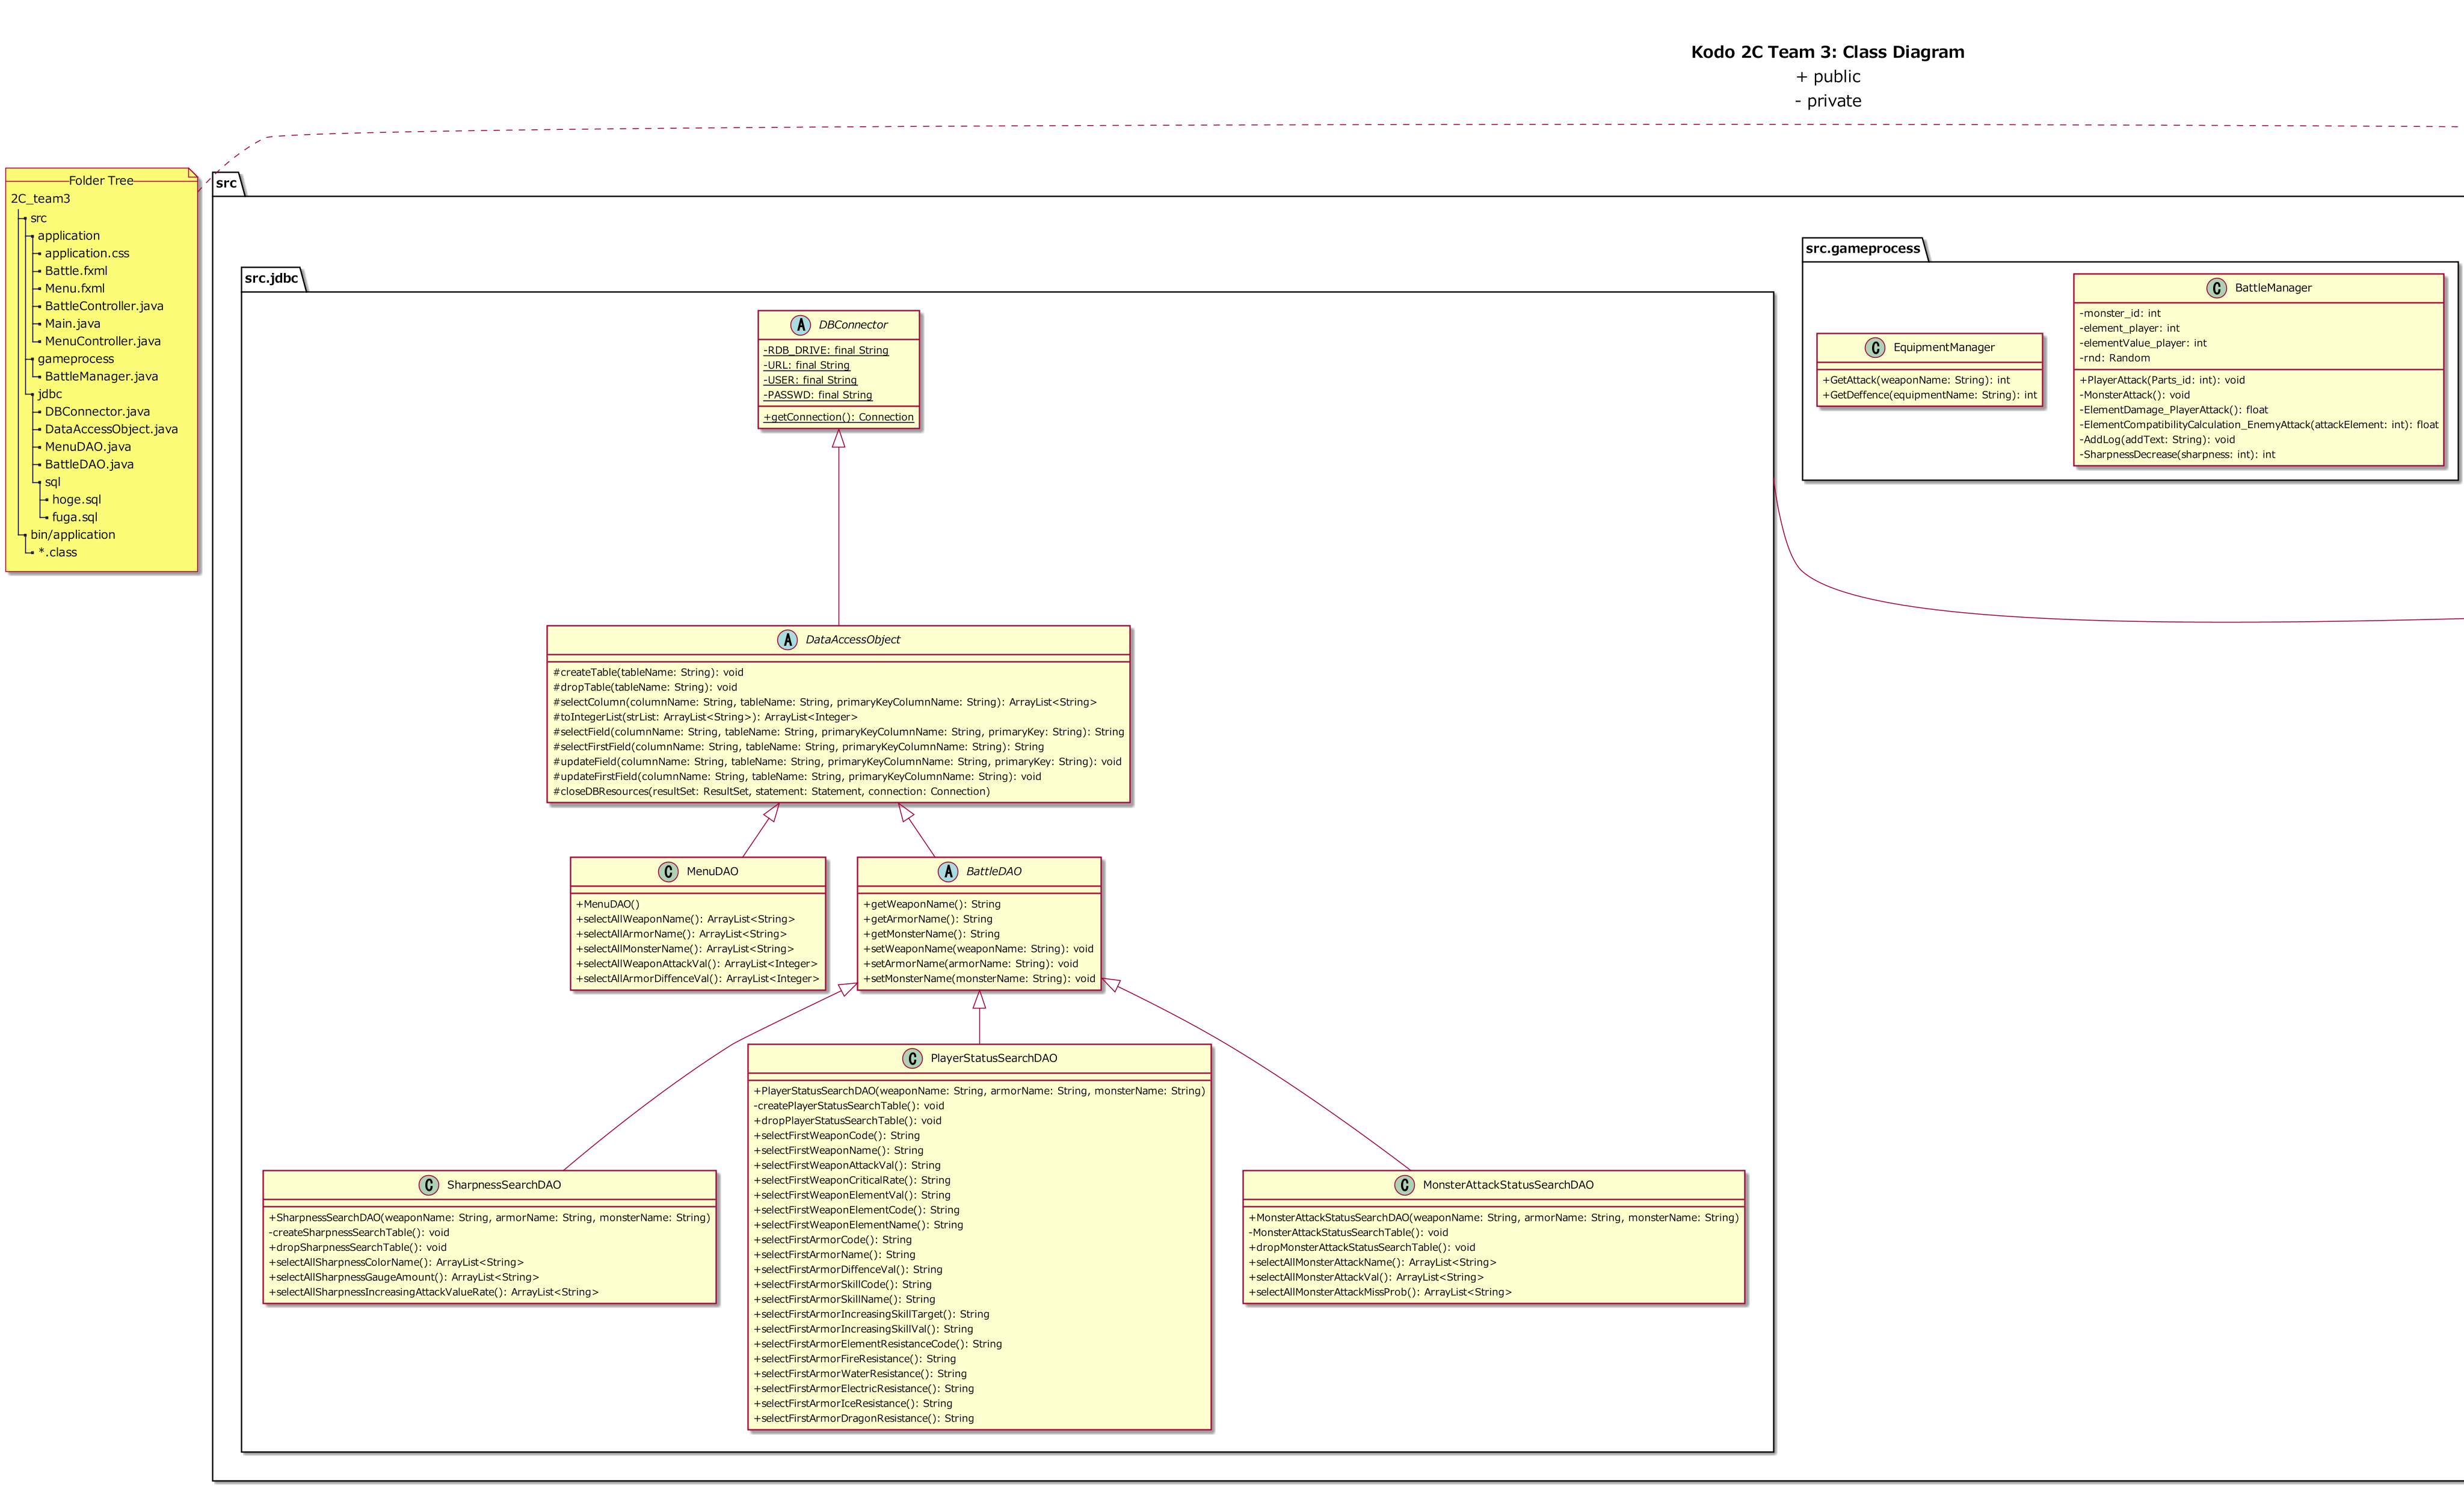 Kodo 2C Team 3: Class Diagram
+ public
- private
Folder Tree
2C_team3
src
application
application.css
Battle.fxml
Menu.fxml
BattleController.java
Main.java
MenuController.java
gameprocess
BattleManager.java
jdbc
DBConnector.java
DataAccessObject.java
MenuDAO.java
BattleDAO.java
sql
hoge.sql
fuga.sql
bin/application
*.class
src
src.jdbc
DBConnector
-RDB_DRIVE: final String
-URL: final String
-USER: final String
-PASSWD: final String
+getConnection(): Connection
DataAccessObject
#createTable(tableName: String): void
#dropTable(tableName: String): void
#selectColumn(columnName: String, tableName: String, primaryKeyColumnName: String): ArrayList<String>
#toIntegerList(strList: ArrayList<String>): ArrayList<Integer>
#selectField(columnName: String, tableName: String, primaryKeyColumnName: String, primaryKey: String): String
#selectFirstField(columnName: String, tableName: String, primaryKeyColumnName: String): String
#updateField(columnName: String, tableName: String, primaryKeyColumnName: String, primaryKey: String): void
#updateFirstField(columnName: String, tableName: String, primaryKeyColumnName: String): void
#closeDBResources(resultSet: ResultSet, statement: Statement, connection: Connection)
MenuDAO
+MenuDAO()
+selectAllWeaponName(): ArrayList<String>
+selectAllArmorName(): ArrayList<String>
+selectAllMonsterName(): ArrayList<String>
+selectAllWeaponAttackVal(): ArrayList<Integer>
+selectAllArmorDiffenceVal(): ArrayList<Integer>
BattleDAO
+getWeaponName(): String
+getArmorName(): String
+getMonsterName(): String
+setWeaponName(weaponName: String): void
+setArmorName(armorName: String): void
+setMonsterName(monsterName: String): void
SharpnessSearchDAO
+SharpnessSearchDAO(weaponName: String, armorName: String, monsterName: String)
-createSharpnessSearchTable(): void
+dropSharpnessSearchTable(): void
+selectAllSharpnessColorName(): ArrayList<String>
+selectAllSharpnessGaugeAmount(): ArrayList<String>
+selectAllSharpnessIncreasingAttackValueRate(): ArrayList<String>
PlayerStatusSearchDAO
+PlayerStatusSearchDAO(weaponName: String, armorName: String, monsterName: String)
-createPlayerStatusSearchTable(): void
+dropPlayerStatusSearchTable(): void
+selectFirstWeaponCode(): String
+selectFirstWeaponName(): String
+selectFirstWeaponAttackVal(): String
+selectFirstWeaponCriticalRate(): String
+selectFirstWeaponElementVal(): String
+selectFirstWeaponElementCode(): String
+selectFirstWeaponElementName(): String
+selectFirstArmorCode(): String
+selectFirstArmorName(): String
+selectFirstArmorDiffenceVal(): String
+selectFirstArmorSkillCode(): String
+selectFirstArmorSkillName(): String
+selectFirstArmorIncreasingSkillTarget(): String
+selectFirstArmorIncreasingSkillVal(): String
+selectFirstArmorElementResistanceCode(): String
+selectFirstArmorFireResistance(): String
+selectFirstArmorWaterResistance(): String
+selectFirstArmorElectricResistance(): String
+selectFirstArmorIceResistance(): String
+selectFirstArmorDragonResistance(): String
MonsterAttackStatusSearchDAO
+MonsterAttackStatusSearchDAO(weaponName: String, armorName: String, monsterName: String)
-MonsterAttackStatusSearchTable(): void
+dropMonsterAttackStatusSearchTable(): void
+selectAllMonsterAttackName(): ArrayList<String>
+selectAllMonsterAttackVal(): ArrayList<String>
+selectAllMonsterAttackMissProb(): ArrayList<String>
src.gameprocess
EquipmentManager
+GetAttack(weaponName: String): int
+GetDeffence(equipmentName: String): int
BattleManager
-monster_id: int
-element_player: int
-elementValue_player: int
-rnd: Random
+PlayerAttack(Parts_id: int): void
-MonsterAttack(): void
-ElementDamage_PlayerAttack(): float
-ElementCompatibilityCalculation_EnemyAttack(attackElement: int): float
-AddLog(addText: String): void
-SharpnessDecrease(sharpness: int): int